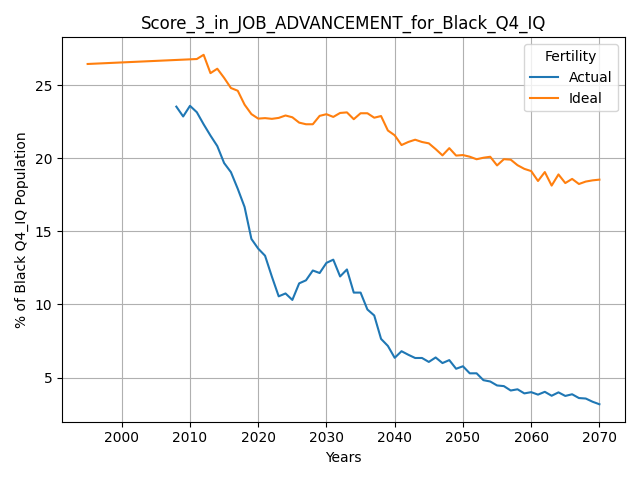 Score_3_in_JOB_ADVANCEMENT_for_Black_Q4_IQ
Fertility
Actual
Ideal
% of Black Q4_IQ Population
25
20
15
10
5
2000 2010 2020 2030 2040 2050 2060 2070
Years